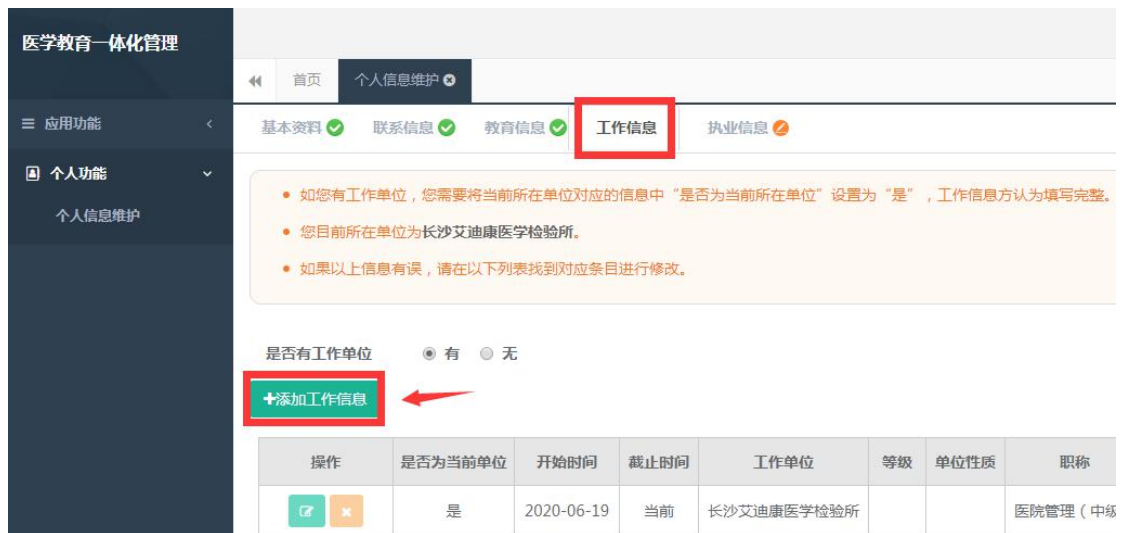 医学教育一体化管理
首页 个人信息维护
应用功能
基本资料 联系信息 教育信息 工作信息 执业信息
个人功能
个人信息维护
如您有工作单位，您需要将当前所在单位对应的信息中“是否为当前所在单位”设置为“是”，工作信息方认为填写完整。
您目前所在单位为长沙艾迪康医学检验所。
如果以上信息有误，请在以下列表找到对应条目进行修改。
是否有工作单位 有 无
+添加工作信息
操作 是否为当前单位 开始时间 截止时间 工作单位 等级 单位性质 职称
是 2020-06-19 当前 长沙艾迪康医学检验所 医院管理（中级